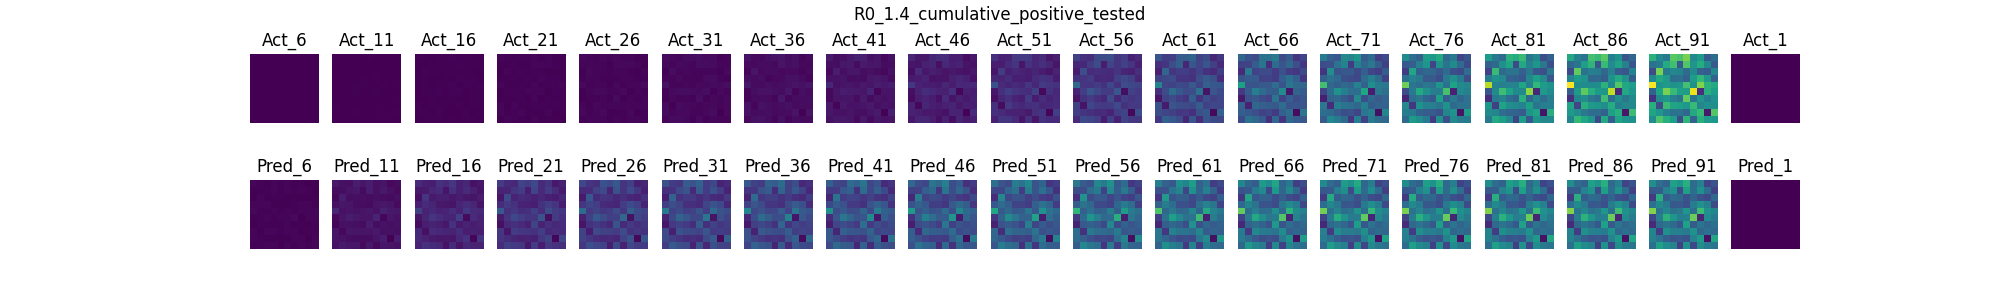 R0_1.4_cumulative_positive_tested
Act_6 Act_11 Act_16 Act_21 Act_26 Act_31 Act_36 Act_41 Act_46 Act_51 Act_56 Act_61 Act_66 Act_71 Act_76 Act_81 Act_86 Act_91 Act_1
Pred_6 Pred_11 Pred_16 Pred_21 Pred_26 Pred_31 Pred_36 Pred_41 Pred_46 Pred_51 Pred_56 Pred_61 Pred_66 Pred_71 Pred_76 Pred_81 Pred_86 Pred_91 Pred_1